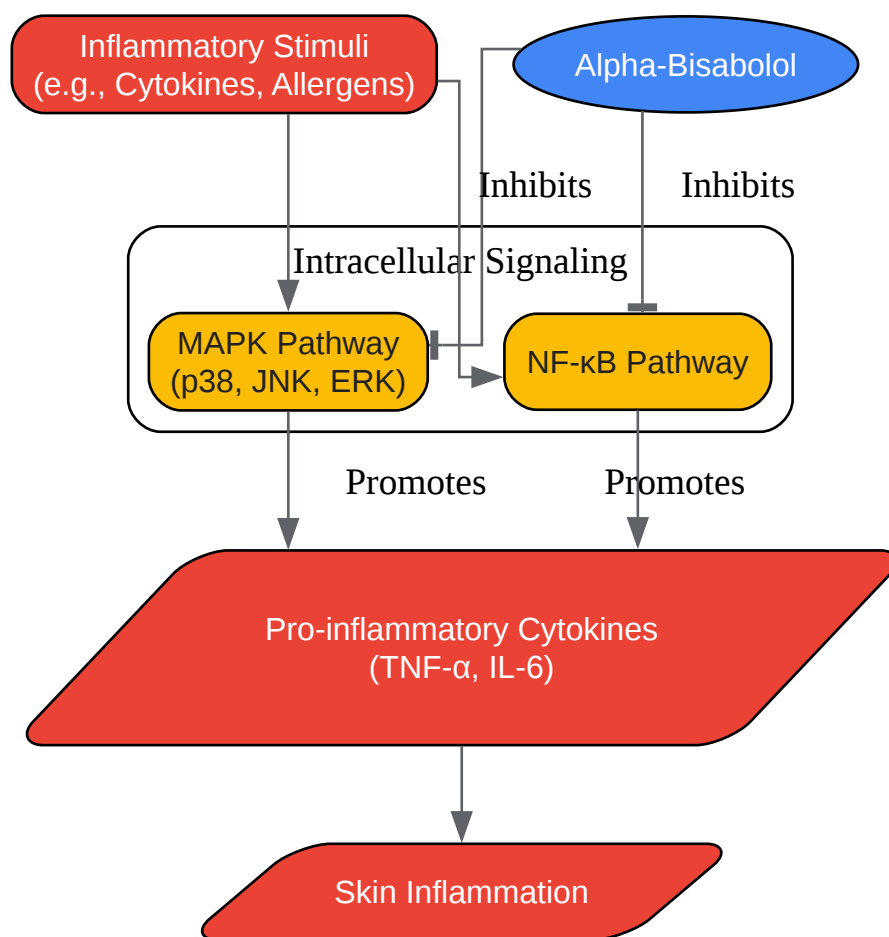 Inflammatory Stimuli
(e.g., Cytokines, Allergens)
Alpha-Bisabolol
Inhibits
Inhibits
Intracellular Signaling
MAPK Pathway
(p38, JNK, ERK)
NF-κB Pathway
Promotes
Promotes
Pro-inflammatory Cytokines
(TNF-α, IL-6)
Skin Inflammation